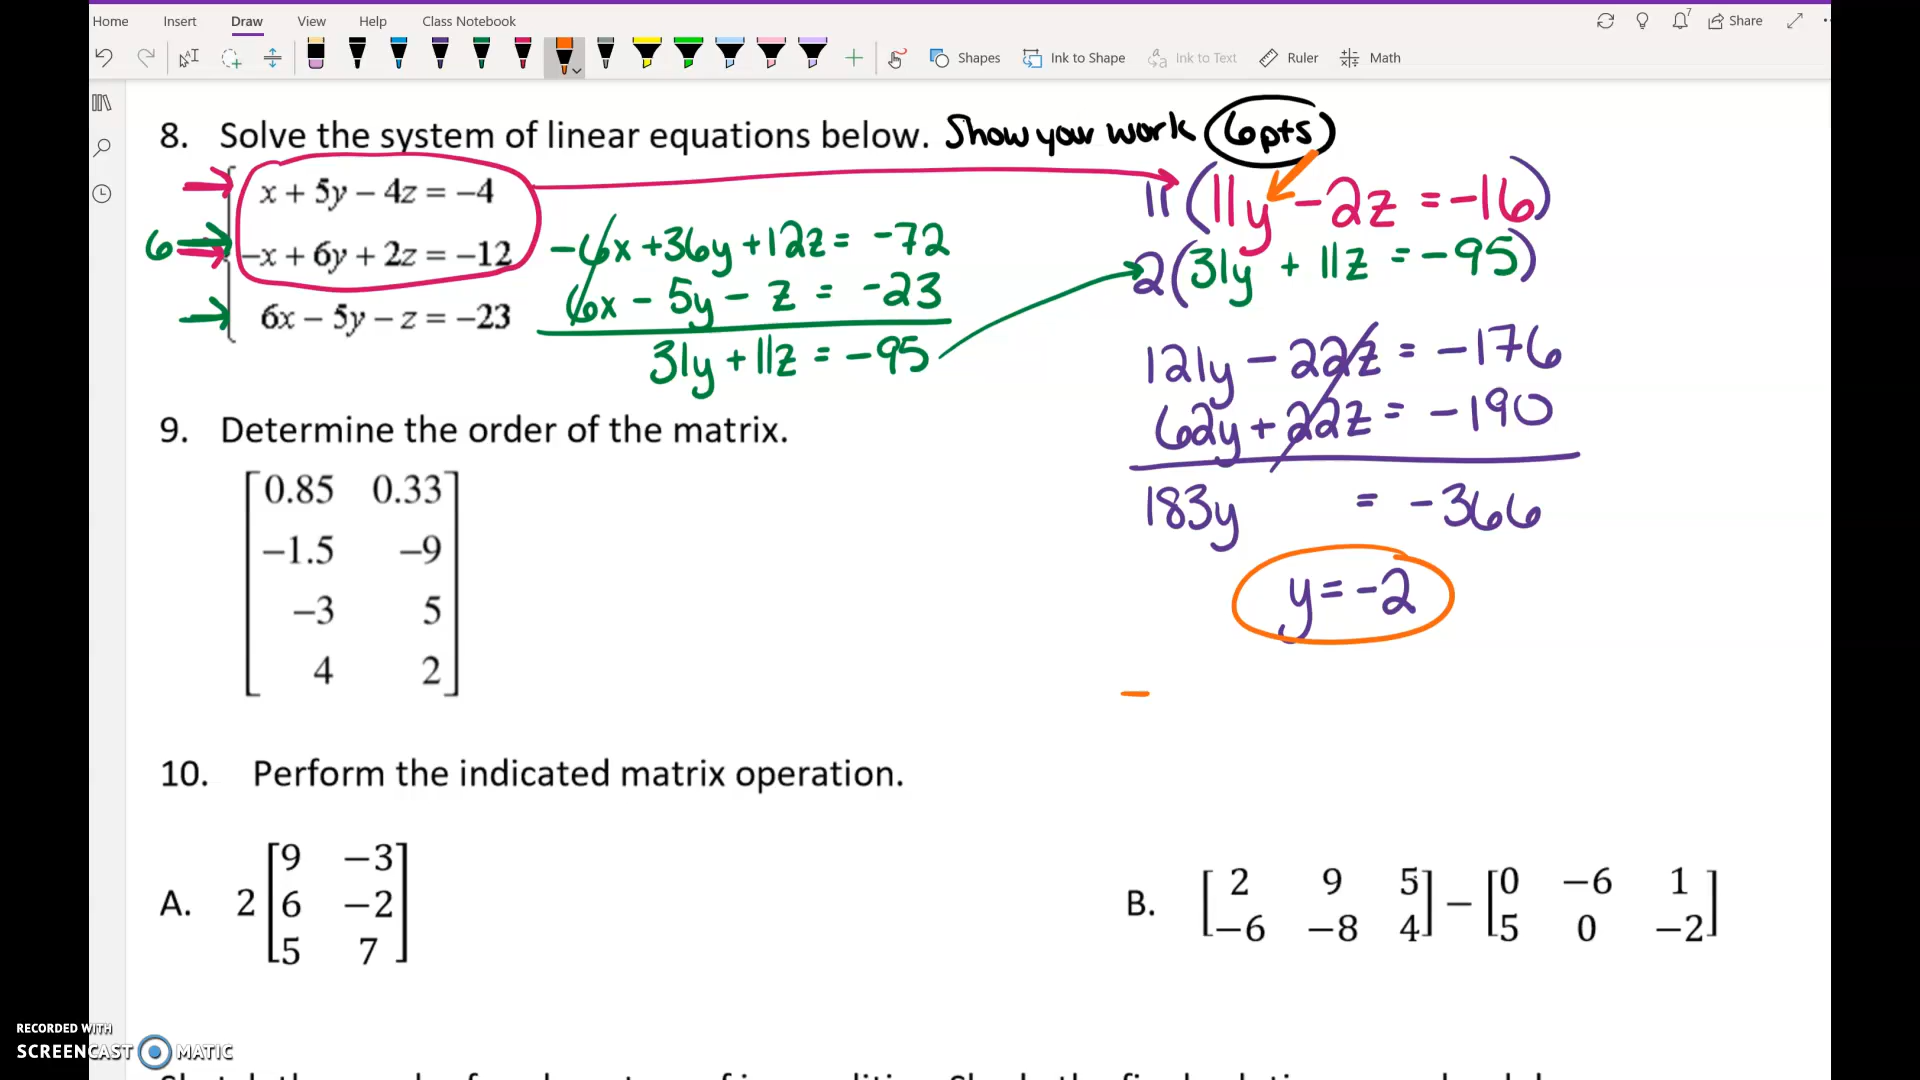 Home Insert Draw View Help Class Notebook
7 Share
Shapes Ink to Shape Ink to Text Ruler Math
8. Solve the system of linear equations below. Show your work (6pts)
x + 5y − 4z = −4
6 −x + 6y + 2z = −12
6x − 5y − z = −23
-6x +36y +12z = -72
6x - 5y - z = -23
31y + 11z = -95
11 (11y - 2z = -16)
2 (31y + 11z = -95)
121y - 22z = -176
62y + 22z = -190
183y = -366
y = -2
-
9. Determine the order of the matrix.
0.85 0.33
−1.5 −9
−3 5
4 2
10. Perform the indicated matrix operation.
A. 2 [9 −3
6 −2
5 7]
B. [2 9 5
−6 −8 4] − [0 −6 1
5 0 −2]
RECORDED WITH
SCREENCAST MATIC